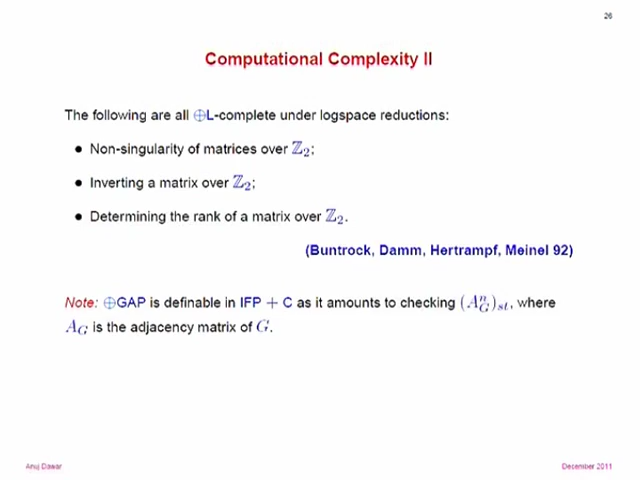 26
Computational Complexity II
The following are all ⊕L-complete under logspace reductions:
• Non-singularity of matrices over ℤ₂;
• Inverting a matrix over ℤ₂;
• Determining the rank of a matrix over ℤ₂.
(Buntrock, Damm, Hertrampf, Meinel 92)
Note: ⊕GAP is definable in IFP + C as it amounts to checking (A_G^n)_{st}, where
A_G is the adjacency matrix of G.
Anuj Dawar
December 2011